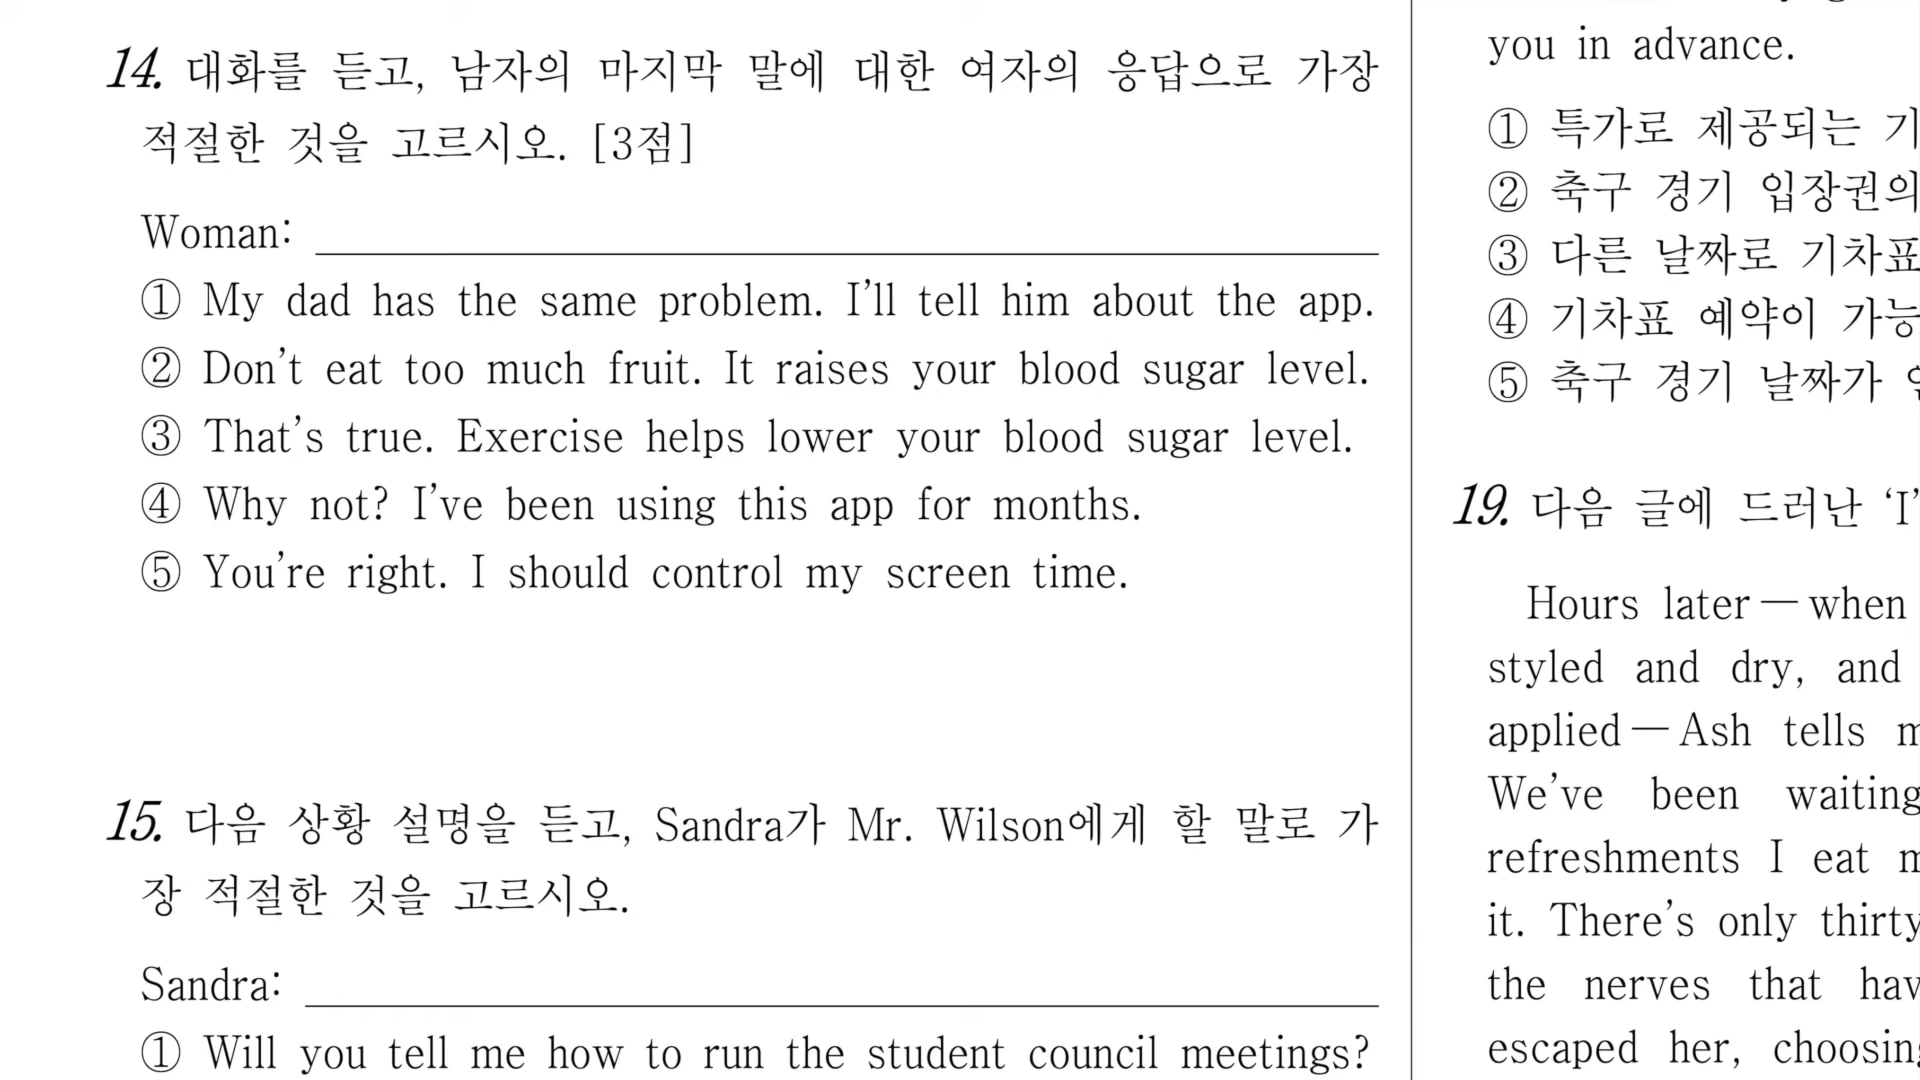 14. 대화를 듣고, 남자의 마지막 말에 대한 여자의 응답으로 가장
적절한 것을 고르시오. [3점]
Woman:
① My dad has the same problem. I’ll tell him about the app.
② Don’t eat too much fruit. It raises your blood sugar level.
③ That’s true. Exercise helps lower your blood sugar level.
④ Why not? I’ve been using this app for months.
⑤ You’re right. I should control my screen time.
15. 다음 상황 설명을 듣고, Sandra가 Mr. Wilson에게 할 말로 가
장 적절한 것을 고르시오.
Sandra:
① Will you tell me how to run the student council meetings?
you in advance.
① 특가로 제공되는
② 축구 경기 입장권의
③ 다른 날짜로 기차표
④ 기차표 예약이
⑤ 축구 경기 날짜가
19. 다음 글에 드러난 ‘I’
Hours later — when
styled and dry, and
applied — Ash tells
We’ve been waiting
refreshments I eat
it. There’s only thirty
the nerves that
escaped her,